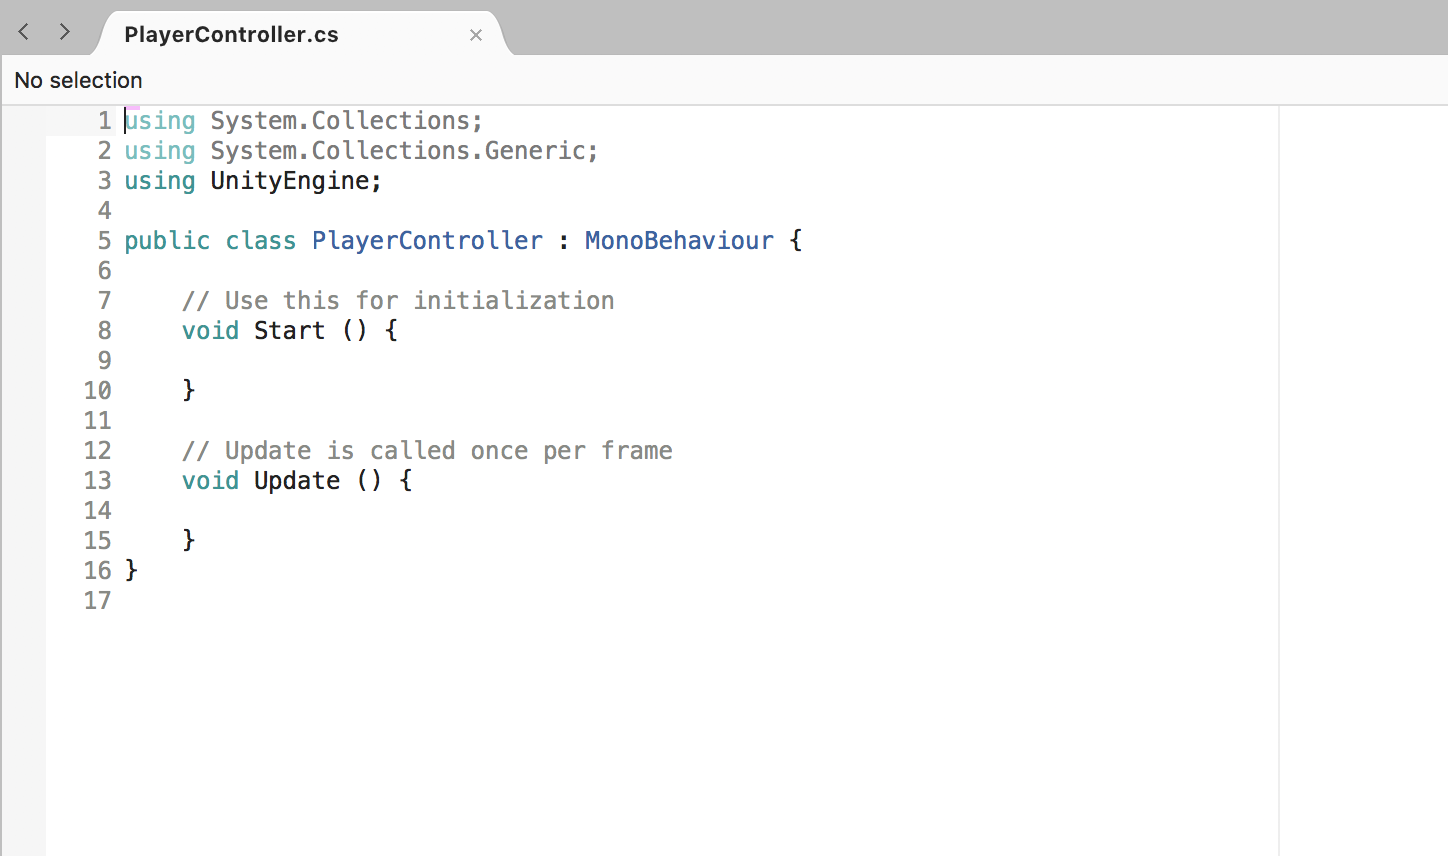 PlayerController.cs
No selection
1 using System.Collections;
2 using System.Collections.Generic;
3 using UnityEngine;
4
5 public class PlayerController : MonoBehaviour {
6
7     // Use this for initialization
8     void Start () {
9
10     }
11
12     // Update is called once per frame
13     void Update () {
14
15     }
16 }
17